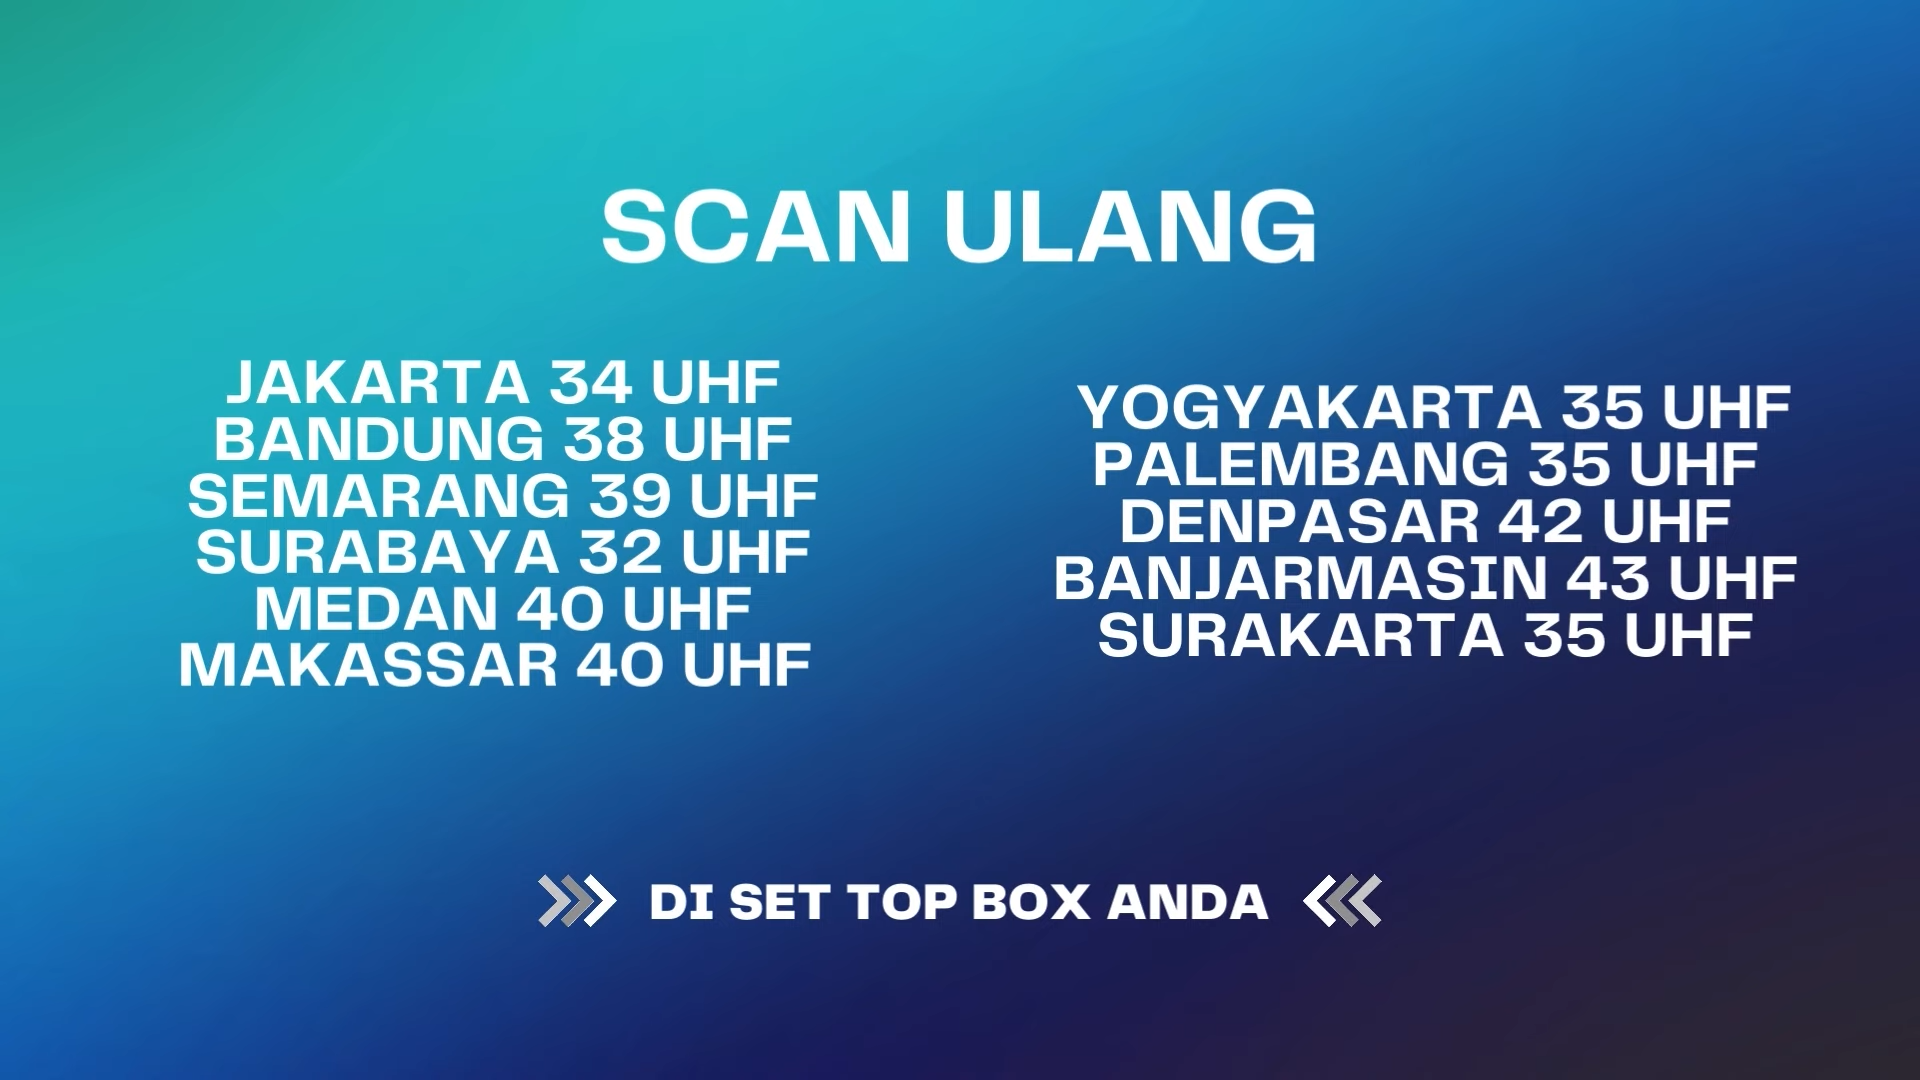 SCAN ULANG
JAKARTA 34 UHF
BANDUNG 38 UHF
SEMARANG 39 UHF
SURABAYA 32 UHF
MEDAN 40 UHF
MAKASSAR 40 UHF
YOGYAKARTA 35 UHF
PALEMBANG 35 UHF
DENPASAR 42 UHF
BANJARMASIN 43 UHF
SURAKARTA 35 UHF
DI SET TOP BOX ANDA